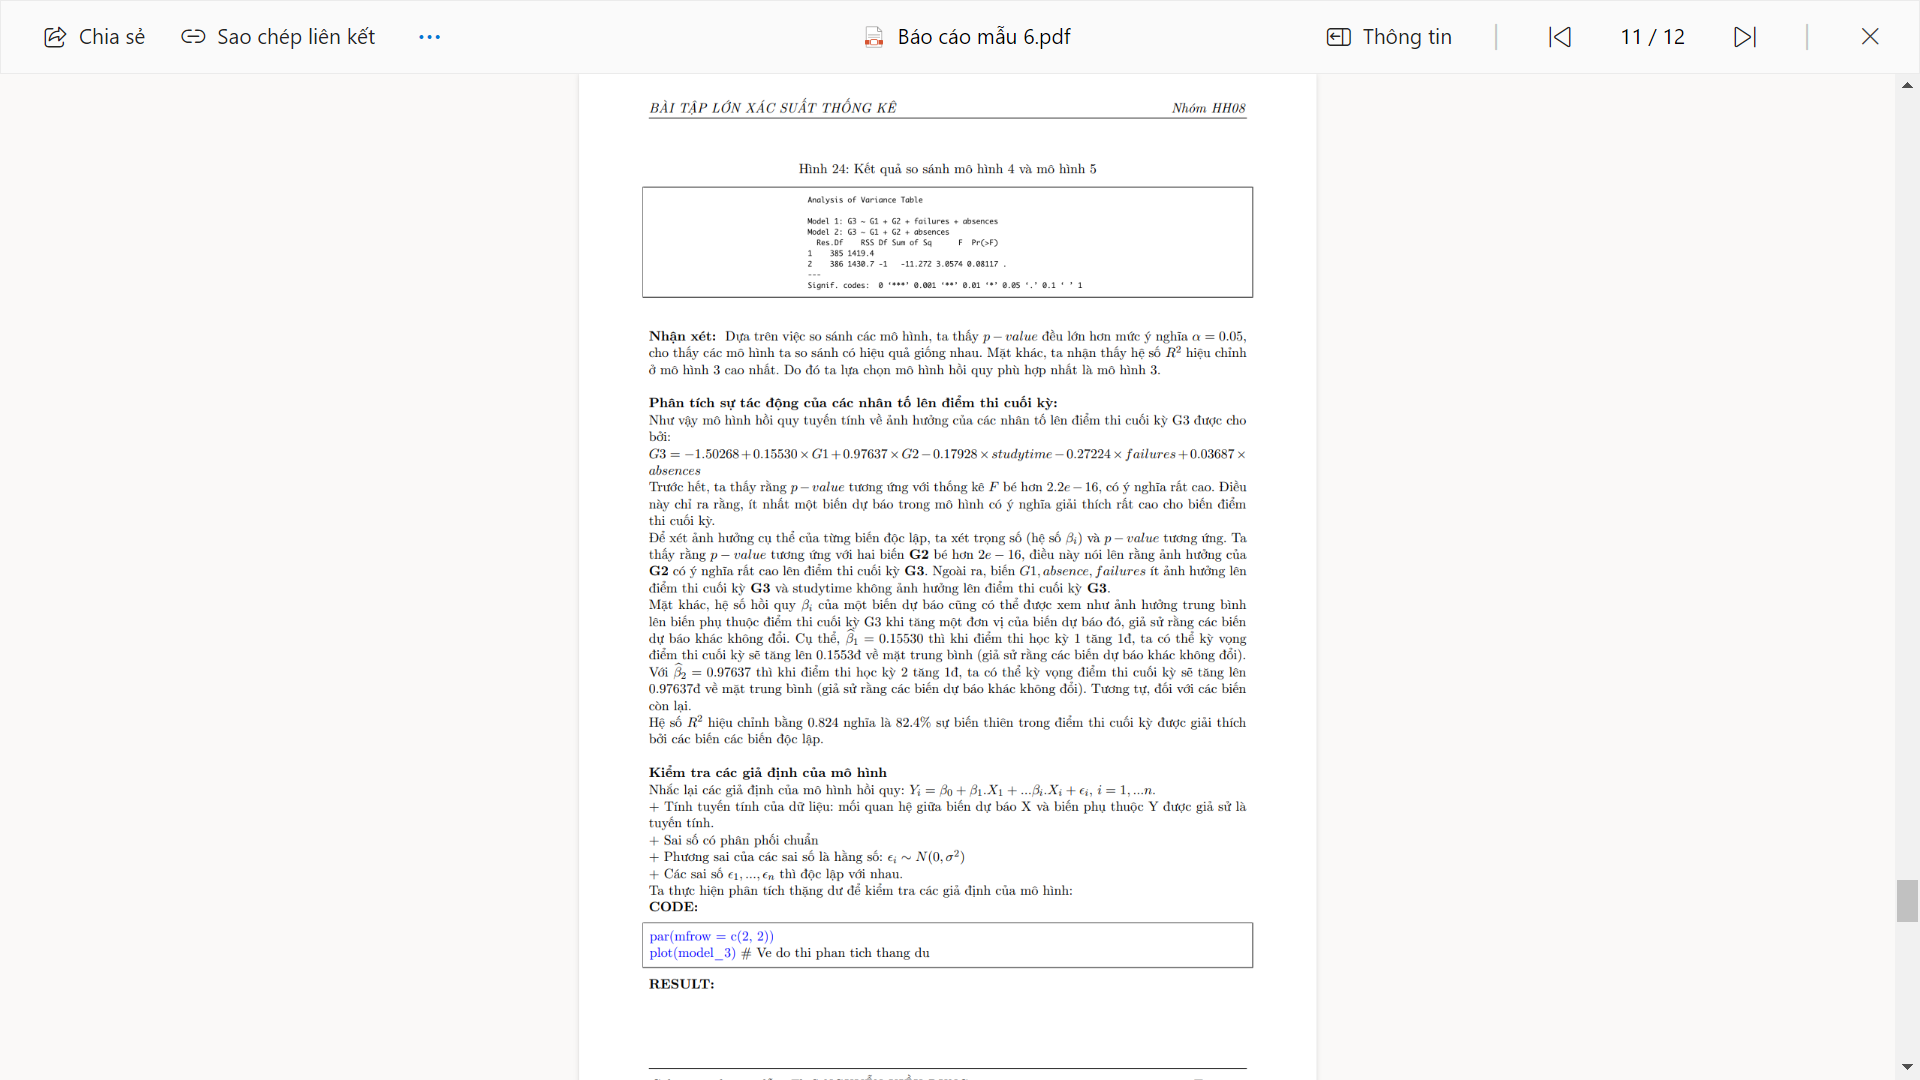 Chia sẻ
Sao chép liên kết
Báo cáo mẫu 6.pdf
Thông tin
11 / 12
BÀI TẬP LỚN XÁC SUẤT THỐNG KÊ Nhóm HH08
Hình 24: Kết quả so sánh mô hình 4 và mô hình 5
Analysis of Variance Table
Model 1: G3 ~ G1 + G2 + failures + absences
Model 2: G3 ~ G1 + G2 + absences
Res.Df RSS Df Sum of Sq F Pr(>F)
1 385 1419.4
2 386 1430.7 -1 -11.272 3.0574 0.08117 .
---
Signif. codes: 0 '***' 0.001 '**' 0.01 '*' 0.05 '.' 0.1 ' ' 1
Nhận xét: Dựa trên việc so sánh các mô hình, ta thấy p − value đều lớn hơn mức ý nghĩa α = 0.05,
cho thấy các mô hình ta so sánh có hiệu quả giống nhau. Mặt khác, ta nhận thấy hệ số R² hiệu chỉnh
ở mô hình 3 cao nhất. Do đó ta lựa chọn mô hình hồi quy phù hợp nhất là mô hình 3.
Phân tích sự tác động của các nhân tố lên điểm thi cuối kỳ:
Như vậy mô hình hồi quy tuyến tính về ảnh hưởng của các nhân tố lên điểm thi cuối kỳ G3 được cho
bởi:
G3 = −1.50268 + 0.15530 × G1 + 0.97637 × G2 − 0.17928 × studytime − 0.27224 × failures + 0.03687 ×
absences
Trước hết, ta thấy rằng p − value tương ứng với thống kê F bé hơn 2.2e − 16, có ý nghĩa rất cao. Điều
này chỉ ra rằng, ít nhất một biến dự báo trong mô hình có ý nghĩa giải thích rất cao cho biến điểm
thi cuối kỳ.
Để xét ảnh hưởng cụ thể của từng biến độc lập, ta xét trọng số (hệ số βᵢ) và p − value tương ứng. Ta
thấy rằng p − value tương ứng với hai biến G2 bé hơn 2e − 16, điều này nói lên rằng ảnh hưởng của
G2 có ý nghĩa rất cao lên điểm thi cuối kỳ G3. Ngoài ra, biến G1, absence, failures ít ảnh hưởng lên
điểm thi cuối kỳ G3 và studytime không ảnh hưởng lên điểm thi cuối kỳ G3.
Mặt khác, hệ số hồi quy βᵢ của một biến dự báo cũng có thể được xem như ảnh hưởng trung bình
lên biến phụ thuộc điểm thi cuối kỳ G3 khi tăng một đơn vị của biến dự báo đó, giả sử rằng các biến
dự báo khác không đổi. Cụ thể, β̂₁ = 0.15530 thì khi điểm thi học kỳ 1 tăng 1đ, ta có thể kỳ vọng
điểm thi cuối kỳ sẽ tăng lên 0.1553đ về mặt trung bình (giả sử rằng các biến dự báo khác không đổi).
Với β̂₂ = 0.97637 thì khi điểm thi học kỳ 2 tăng 1đ, ta có thể kỳ vọng điểm thi cuối kỳ sẽ tăng lên
0.97637đ về mặt trung bình (giả sử rằng các biến dự báo khác không đổi). Tương tự, đối với các biến
còn lại.
Hệ số R² hiệu chỉnh bằng 0.824 nghĩa là 82.4% sự biến thiên trong điểm thi cuối kỳ được giải thích
bởi các biến các biến độc lập.
Kiểm tra các giả định của mô hình
Nhắc lại các giả định của mô hình hồi quy: Yᵢ = β₀ + β₁.X₁ + ...βᵢ.Xᵢ + ϵᵢ, i = 1, ...n.
+ Tính tuyến tính của dữ liệu: mối quan hệ giữa biến dự báo X và biến phụ thuộc Y được giả sử là
tuyến tính.
+ Sai số có phân phối chuẩn
+ Phương sai của các sai số là hằng số: ϵᵢ ∼ N(0, σ²)
+ Các sai số ϵ₁, ..., ϵₙ thì độc lập với nhau.
Ta thực hiện phân tích thặng dư để kiểm tra các giả định của mô hình:
CODE:
par(mfrow = c(2, 2))
plot(model_3) # Ve do thi phan tich thang du
RESULT: